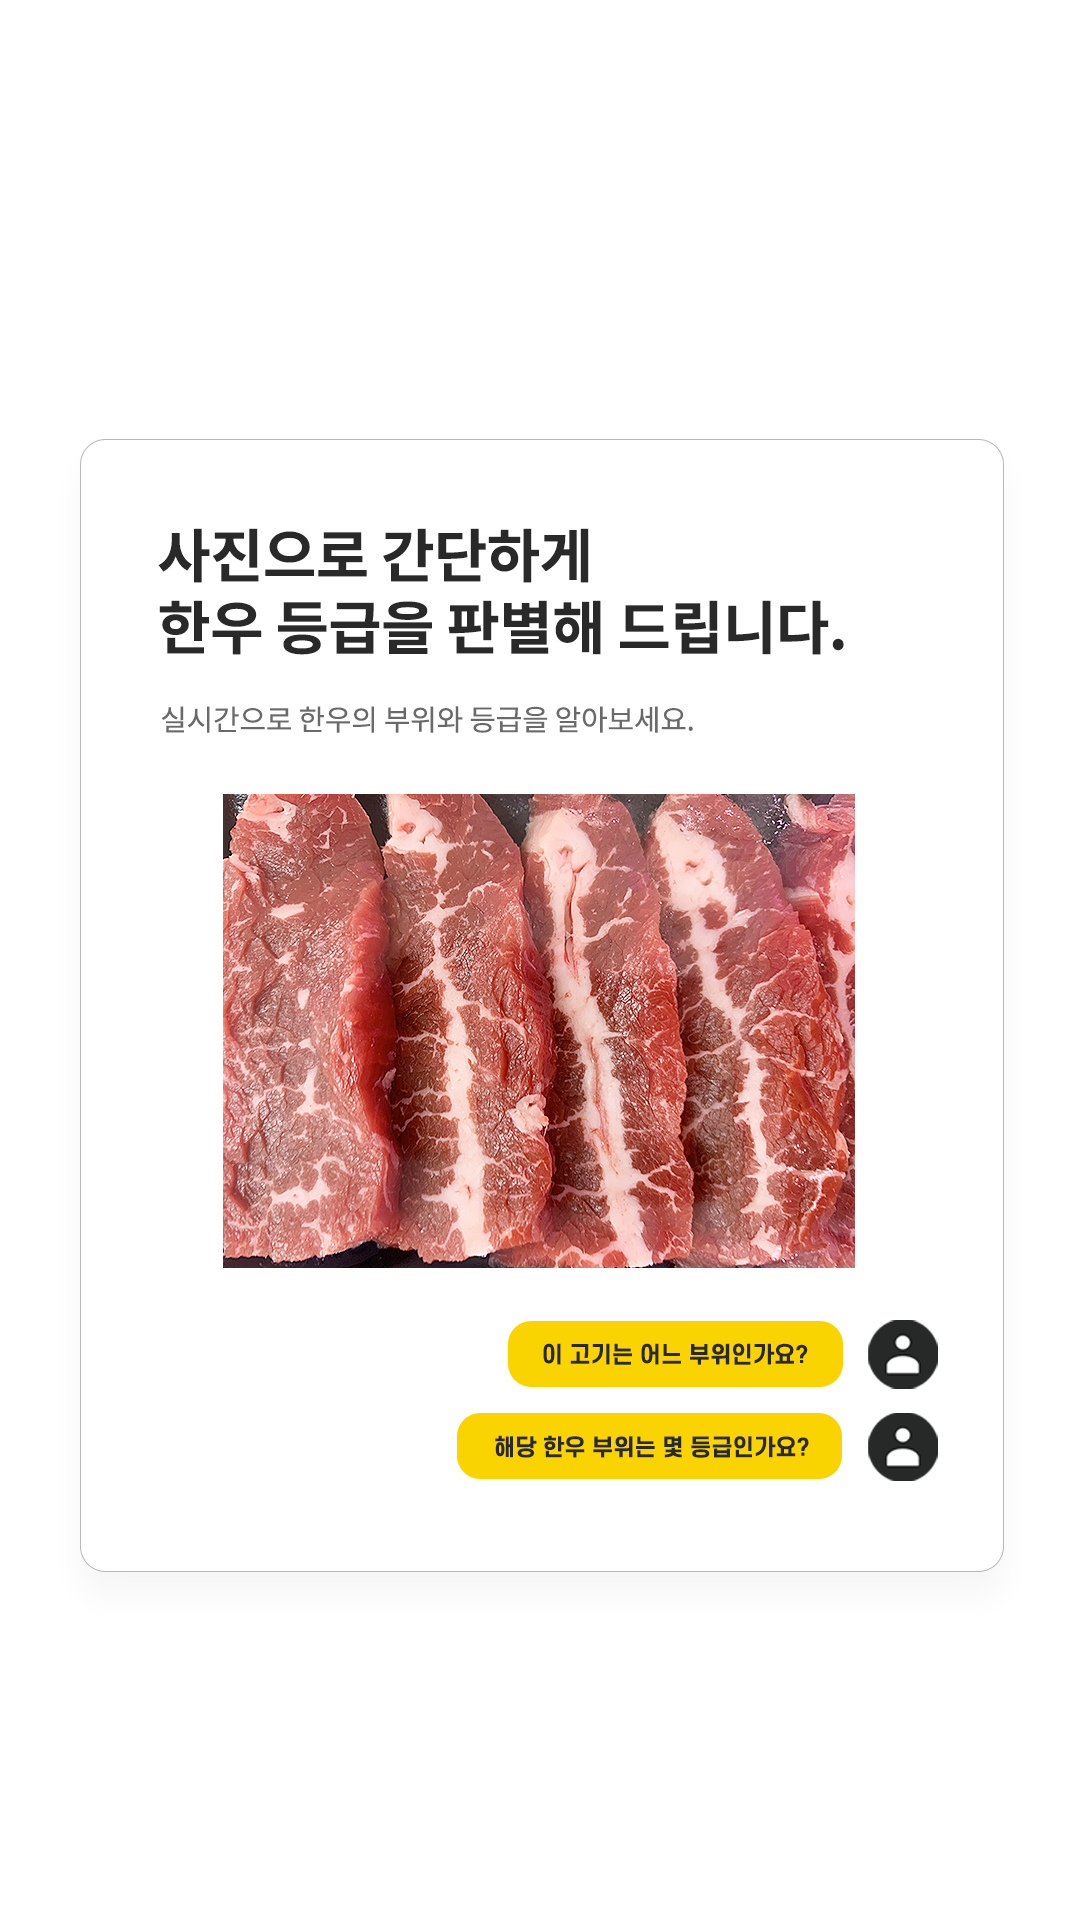 사진으로 간단하게
한우 등급을 판별해 드립니다.
실시간으로 한우의 부위와 등급을 알아보세요.
이 고기는 어느 부위인가요?
해당 한우 부위는 몇 등급인가요?